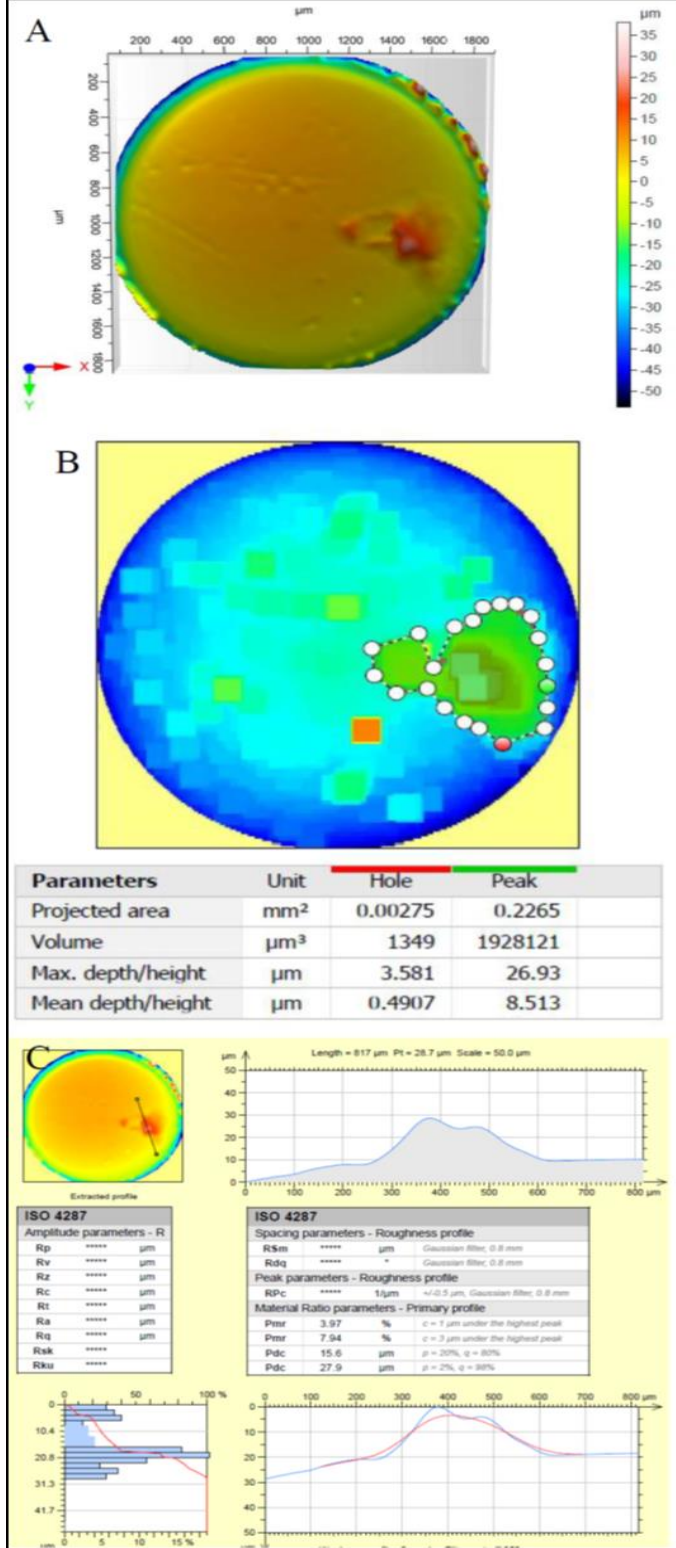 A
µm
200 400 600 800 1000 1200 1400 1600 1800
µm
200
400
600
800
1000
1200
1400
1600
1800
µm
X
Y
µm
35
30
25
20
15
10
5
0
-5
-10
-15
-20
-25
-30
-35
-40
-45
-50
B
Parameters Unit Hole Peak
Projected area mm² 0.00275 0.2265
Volume µm³ 1349 1928121
Max. depth/height µm 3.581 26.93
Mean depth/height µm 0.4907 8.513
C
Extracted profile
Length = 817 µm Pt = 28.7 µm Scale = 50.0 µm
µm
50
40
30
20
10
0
0 100 200 300 400 500 600 700 800 µm
ISO 4287
Amplitude parameters - R
Rp ***** µm
Rv ***** µm
Rz ***** µm
Rc ***** µm
Rt ***** µm
Ra ***** µm
Rq ***** µm
Rsk *****
Rku *****
ISO 4287
Spacing parameters - Roughness profile
RSm ***** µm Gaussian filter, 0.8 mm
Rdq ***** ° Gaussian filter, 0.8 mm
Peak parameters - Roughness profile
RPc ***** 1/µm +/-0.5 µm, Gaussian filter, 0.8 mm
Material Ratio parameters - Primary profile
Pmr 3.97 % c = 1 µm under the highest peak
Pmr 7.94 % c = 3 µm under the highest peak
Pdc 15.6 µm p = 20%, q = 80%
Pdc 27.9 µm p = 2%, q = 98%
0 50 100 %
0
10.4
20.8
31.3
41.7
µm
0 5 10 15 %
0 100 200 300 400 500 600 700 800 µm
0
10
20
30
40
50
µm